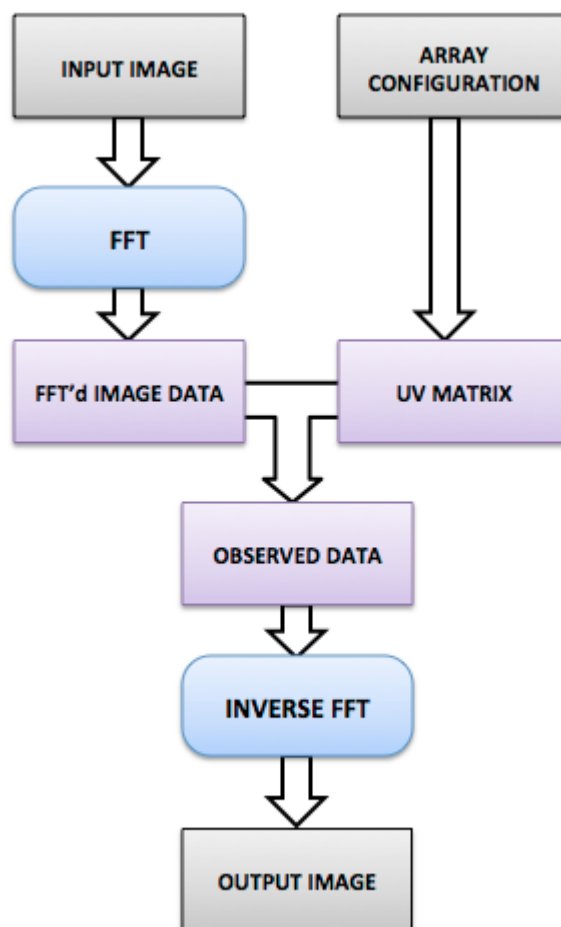 INPUT IMAGE
ARRAY
CONFIGURATION
FFT
FFT'd IMAGE DATA
UV MATRIX
OBSERVED DATA
INVERSE FFT
OUTPUT IMAGE